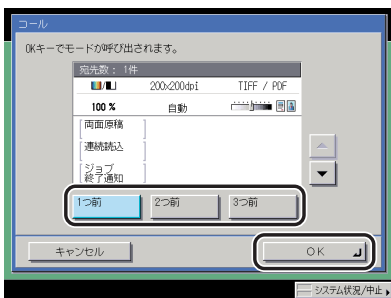 コール
OKキーでモードが呼び出されます。
宛先数： 1件
200×200dpi TIFF / PDF
100 % 自動
両面原稿
連続読込
ジョブ
終了通知
1つ前 2つ前 3つ前
キャンセル OK
システム状況/中止